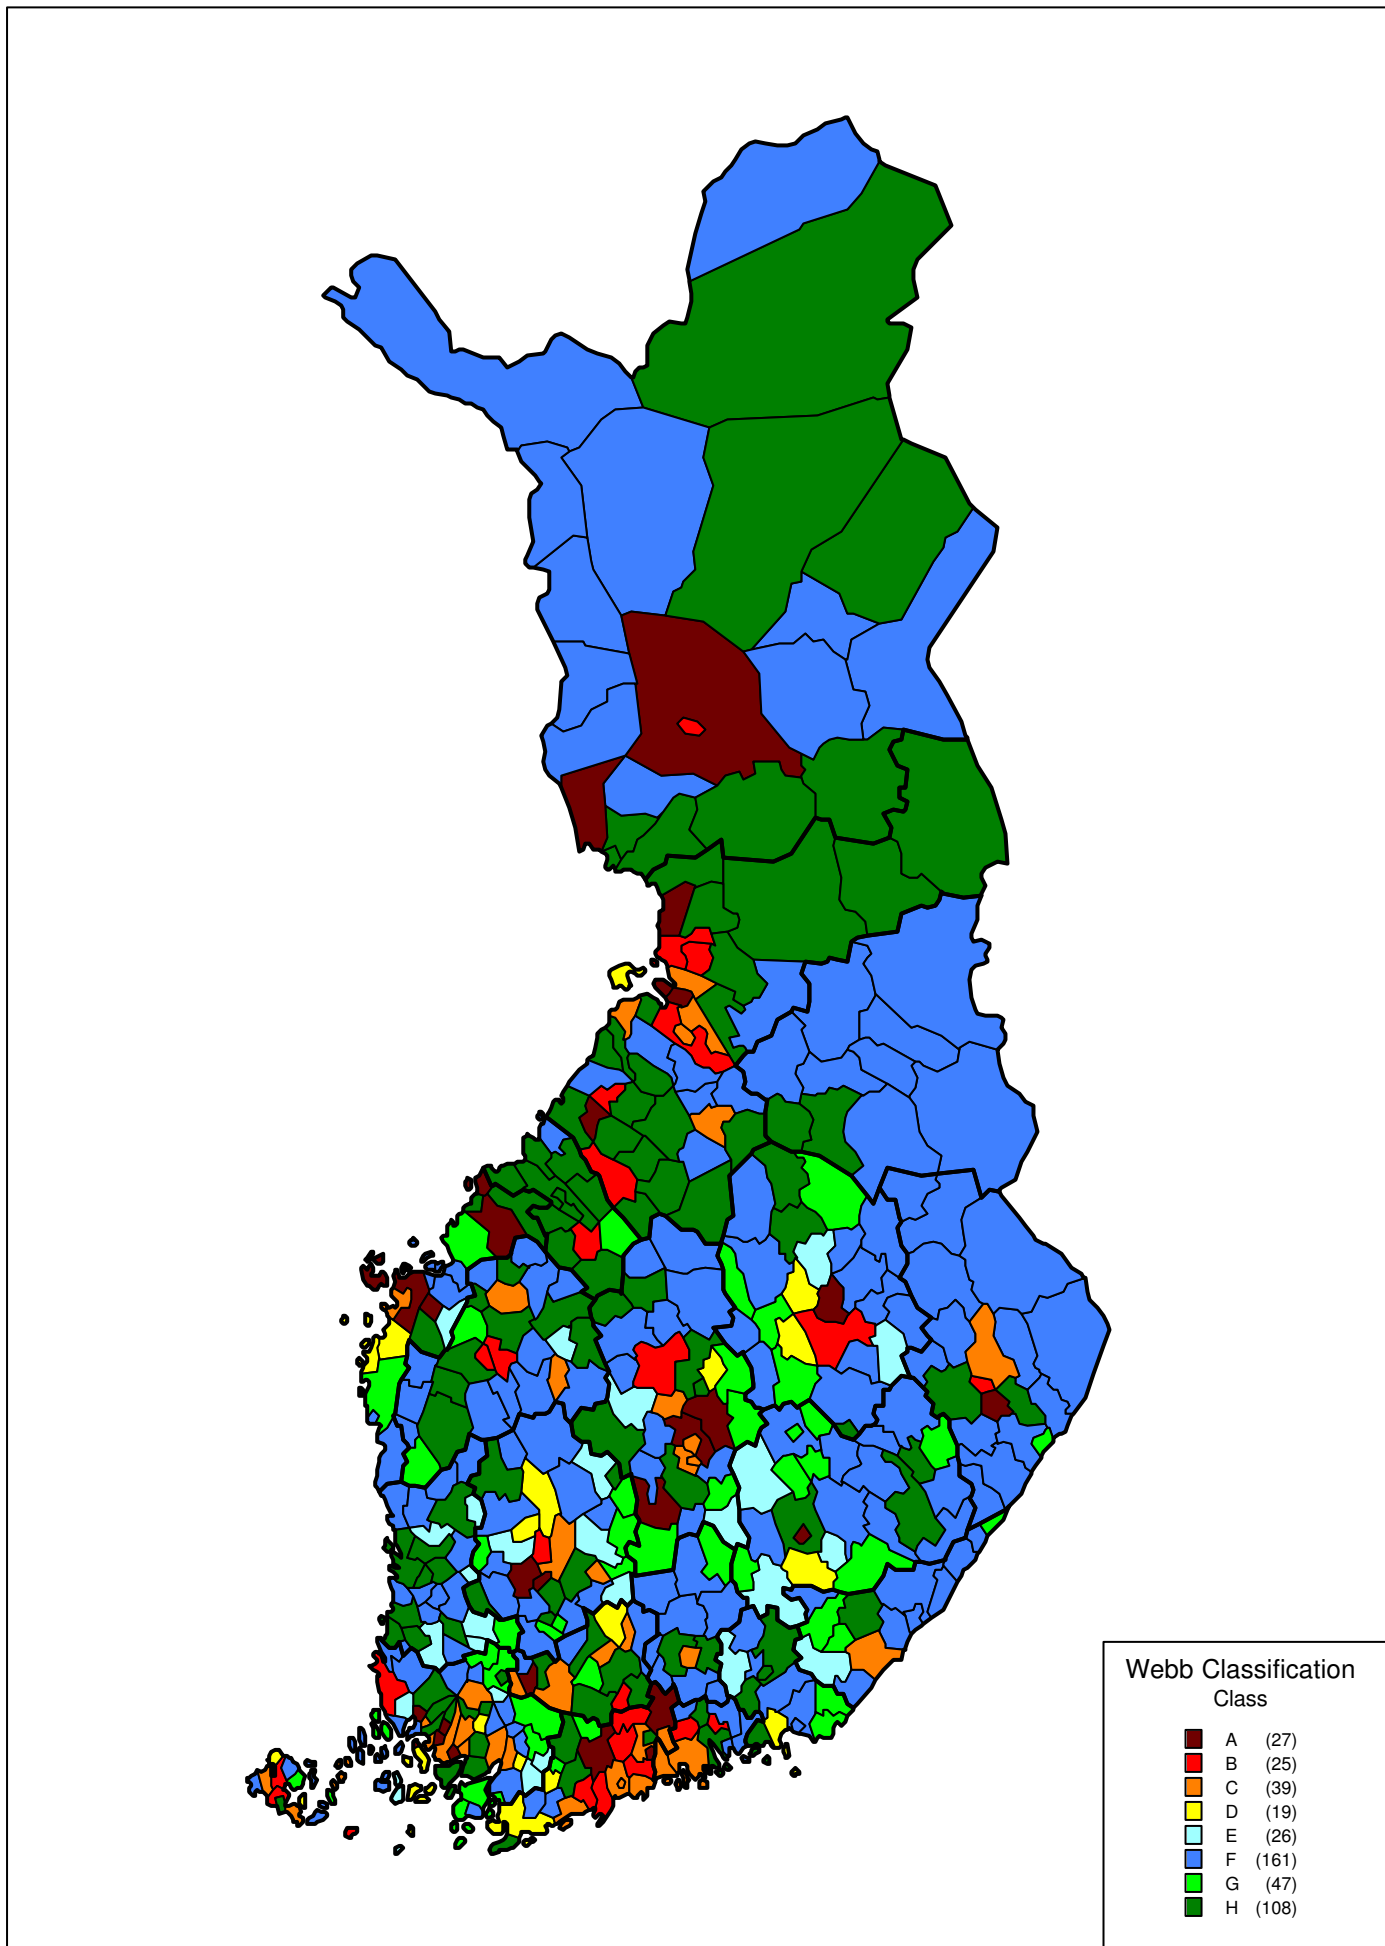 Webb Classification
Class
A (27)
B (25)
C (39)
D (19)
E (26)
F (161)
G (47)
H (108)